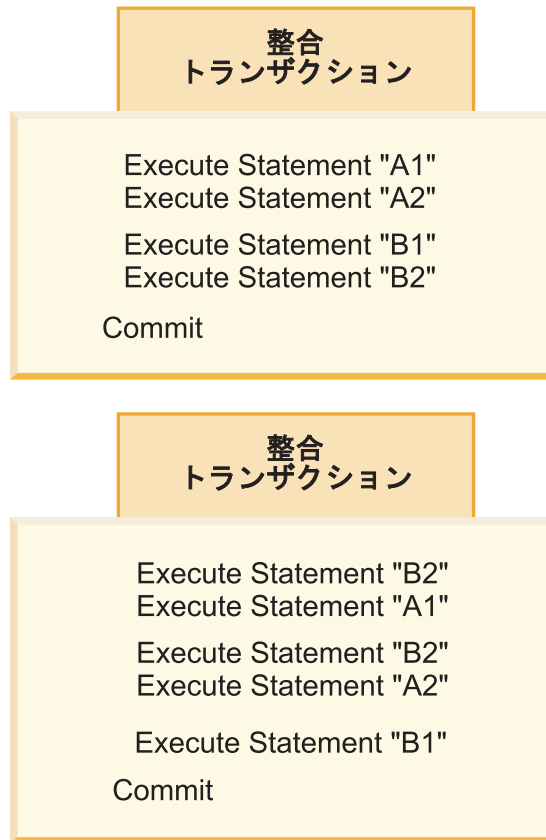 整合
トランザクション
Execute Statement "A1"
Execute Statement "A2"
Execute Statement "B1"
Execute Statement "B2"
Commit
整合
トランザクション
Execute Statement "B2"
Execute Statement "A1"
Execute Statement "B2"
Execute Statement "A2"
Execute Statement "B1"
Commit